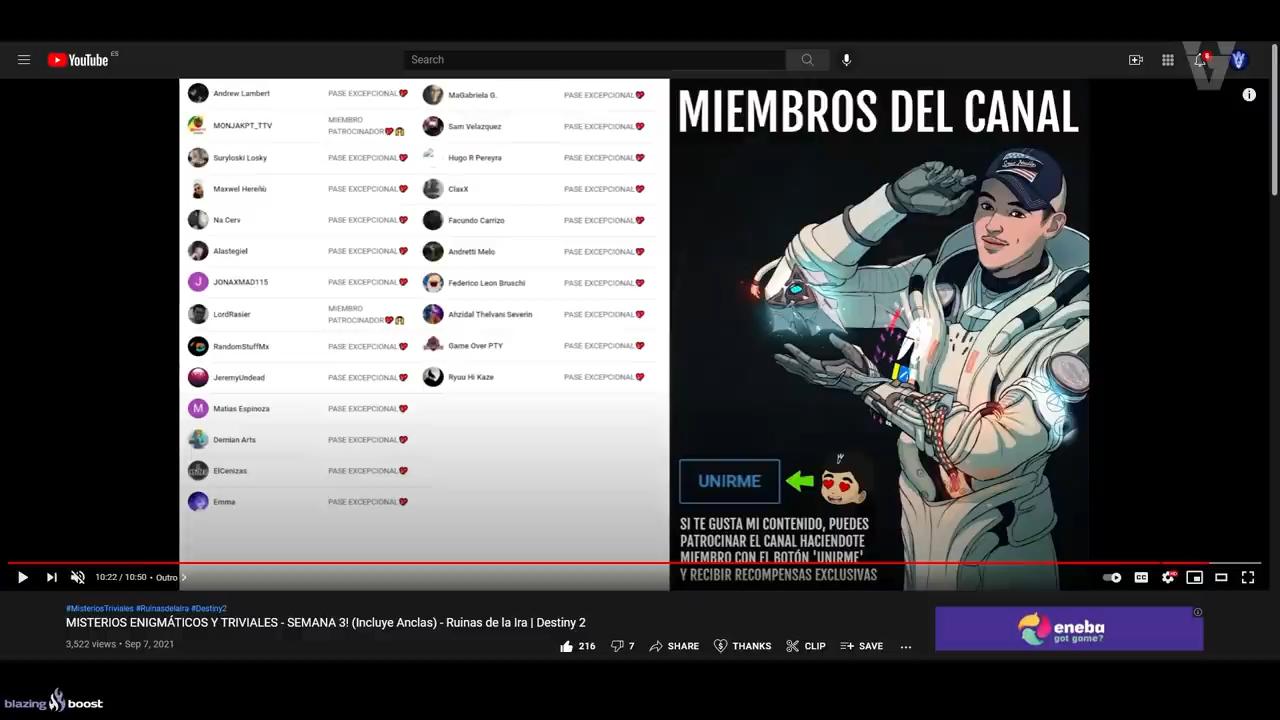 YouTube ES
Search
6
Andrew Lambert PASE EXCEPCIONAL
MONJAKPT_TTV MIEMBRO PATROCINADOR
Suryloski Losky PASE EXCEPCIONAL
Maxwel Hereñú PASE EXCEPCIONAL
Na Cerv PASE EXCEPCIONAL
Alastegiel PASE EXCEPCIONAL
J JONAXMAD115 PASE EXCEPCIONAL
LordRasier MIEMBRO PATROCINADOR
RandomStuffMx PASE EXCEPCIONAL
JeremyUndead PASE EXCEPCIONAL
M Matias Espinoza PASE EXCEPCIONAL
Demian Arts PASE EXCEPCIONAL
ElCenizas PASE EXCEPCIONAL
Emma PASE EXCEPCIONAL
MaGabriela G. PASE EXCEPCIONAL
Sam Velazquez PASE EXCEPCIONAL
Hugo R Pereyra PASE EXCEPCIONAL
ClaxX PASE EXCEPCIONAL
Facundo Carrizo PASE EXCEPCIONAL
Andretti Melo PASE EXCEPCIONAL
Federico Leon Bruschi PASE EXCEPCIONAL
Ahzidal Thelvani Severin PASE EXCEPCIONAL
Game Over PTY PASE EXCEPCIONAL
Ryuu Hi Kaze PASE EXCEPCIONAL
MIEMBROS DEL CANAL
UNIRME
SI TE GUSTA MI CONTENIDO, PUEDES
PATROCINAR EL CANAL HACIENDOTE
MIEMBRO CON EL BOTÓN 'UNIRME'
Y RECIBIR RECOMPENSAS EXCLUSIVAS
10:22 / 10:50 • Outro
CC
HD
#MisteriosTriviales #Ruinasdelaira #Destiny2
MISTERIOS ENIGMÁTICOS Y TRIVIALES - SEMANA 3! (Incluye Anclas) - Ruinas de la Ira | Destiny 2
3,522 views • Sep 7, 2021
216 7 SHARE THANKS CLIP SAVE
eneba
got game?
blazing boost